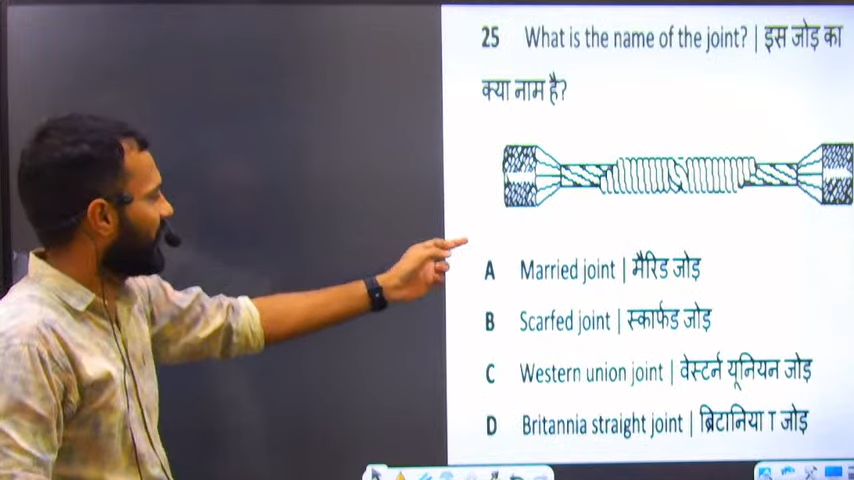 25 What is the name of the joint? | इस जोड़ का
क्या नाम है?
A Married joint | मैरिड जोड़
B Scarfed joint | स्कार्फड जोड़
C Western union joint | वेस्टर्न यूनियन जोड़
D Britannia straight joint | ब्रिटानिया T जोड़